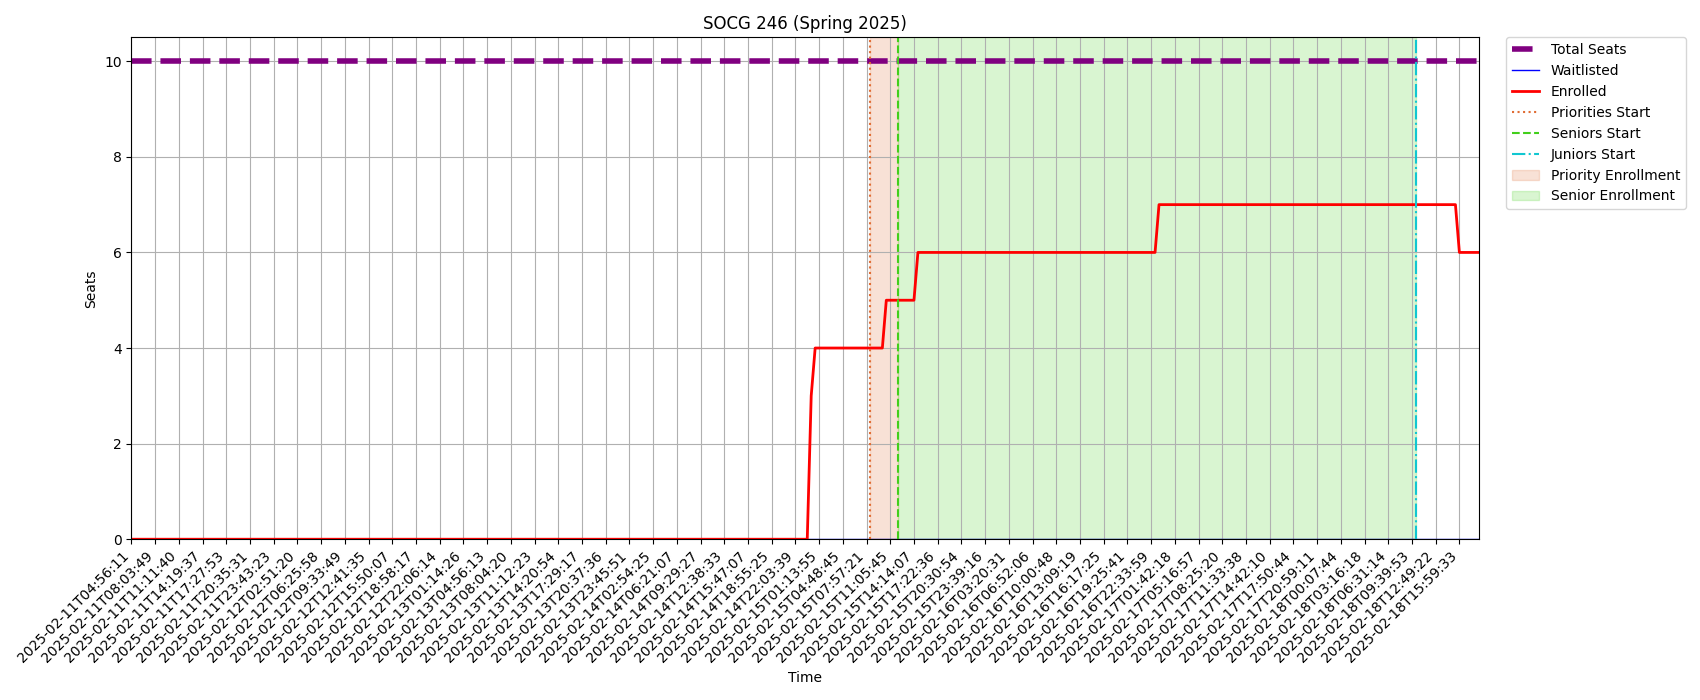 SOCG 246 (Spring 2025)
10
8
6
4
2
0
Seats
2025-02-11T04:56:11
2025-02-11T08:03:49
2025-02-11T11:11:40
2025-02-11T14:19:37
2025-02-11T17:27:53
2025-02-11T20:35:31
2025-02-11T23:43:23
2025-02-12T02:51:20
2025-02-12T06:25:58
2025-02-12T09:33:49
2025-02-12T12:41:35
2025-02-12T15:50:07
2025-02-12T18:58:17
2025-02-12T22:06:14
2025-02-13T01:14:26
2025-02-13T04:56:13
2025-02-13T08:04:20
2025-02-13T11:12:23
2025-02-13T14:20:54
2025-02-13T17:29:17
2025-02-13T20:37:36
2025-02-13T23:45:51
2025-02-14T02:54:25
2025-02-14T06:21:07
2025-02-14T09:29:27
2025-02-14T12:38:33
2025-02-14T15:47:07
2025-02-14T18:55:25
2025-02-14T22:03:39
2025-02-15T01:13:55
2025-02-15T04:48:45
2025-02-15T07:57:21
2025-02-15T11:05:45
2025-02-15T14:14:07
2025-02-15T17:22:36
2025-02-15T20:30:54
2025-02-15T23:39:16
2025-02-16T03:20:31
2025-02-16T06:52:06
2025-02-16T10:00:48
2025-02-16T13:09:19
2025-02-16T16:17:25
2025-02-16T19:25:41
2025-02-16T22:33:59
2025-02-17T01:42:18
2025-02-17T05:16:57
2025-02-17T08:25:20
2025-02-17T11:33:38
2025-02-17T14:42:10
2025-02-17T17:50:44
2025-02-17T20:59:11
2025-02-18T00:07:44
2025-02-18T03:16:18
2025-02-18T06:31:14
2025-02-18T09:39:53
2025-02-18T12:49:22
2025-02-18T15:59:33
Time
Total Seats
Waitlisted
Enrolled
Priorities Start
Seniors Start
Juniors Start
Priority Enrollment
Senior Enrollment